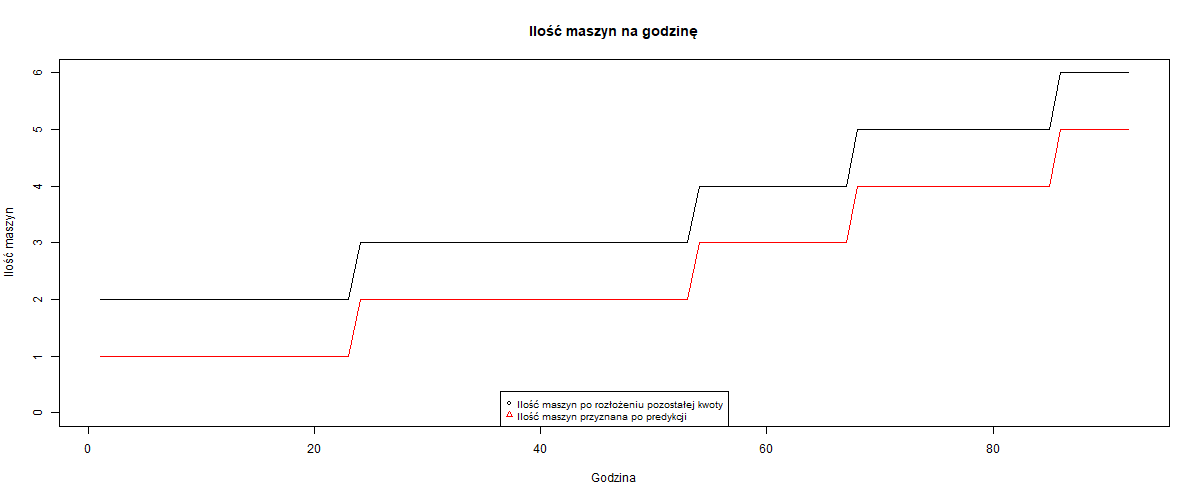 Ilość maszyn na godzinę
Ilość maszyn
6
5
4
3
2
1
0
Ilość maszyn po rozłożeniu pozostałej kwoty
Ilość maszyn przyznana po predykcji
0 20 40 60 80
Godzina